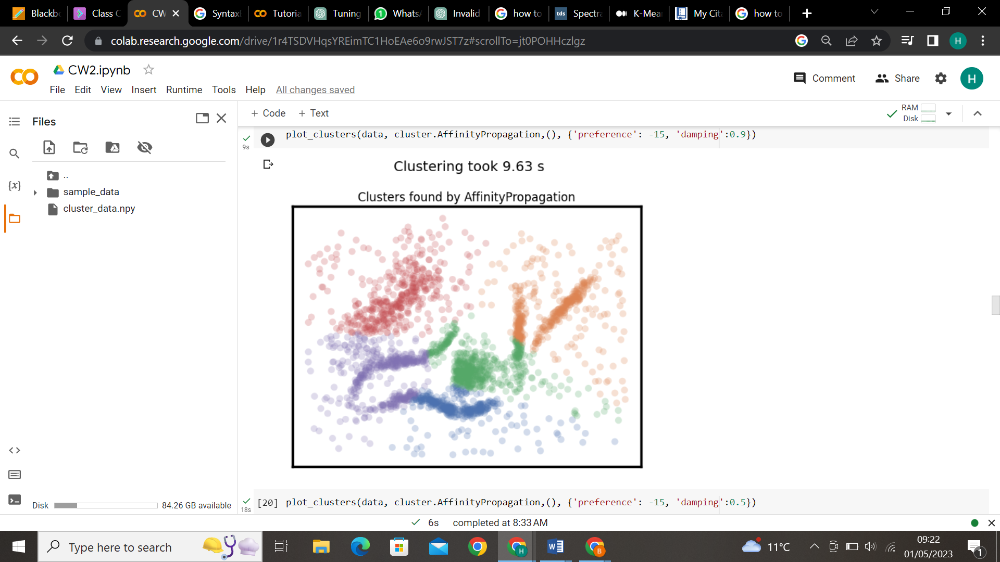 Blackb
Class C
CW
Syntax
Tutoria
Tuning
Whats
Invalid
how to
tds
Spectra
K-Mea
My Cit
how to
colab.research.google.com/drive/1r4TSDVHqsYREimTC1HoEAe6o9rwJST7z#scrollTo=jt0POHHczlgz
H
CW2.ipynb
Comment
Share
H
File Edit View Insert Runtime Tools Help All changes saved
Files
+ Code + Text
RAM
Disk
plot_clusters(data, cluster.AffinityPropagation,(), {'preference': -15, 'damping':0.9})
9s
{x}
..
sample_data
cluster_data.npy
Clustering took 9.63 s
Clusters found by AffinityPropagation
Disk
84.26 GB available
[20] plot_clusters(data, cluster.AffinityPropagation,(), {'preference': -15, 'damping':0.5})
18s
6s completed at 8:33 AM
Type here to search
H
W
B
11°C
09:22
01/05/2023
1